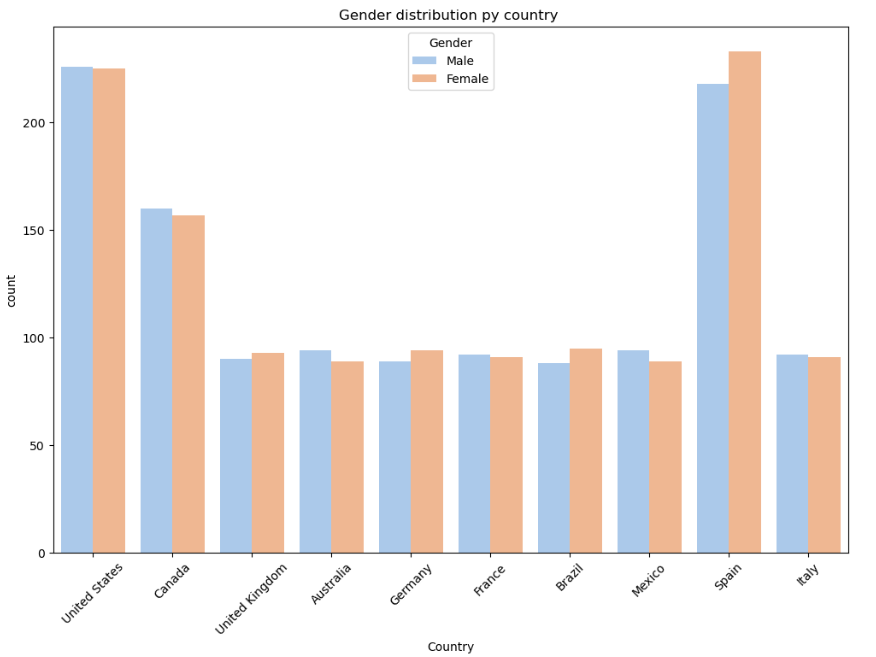 Gender distribution py country
Gender
Male
Female
count
200
150
100
50
0
United States
Canada
United Kingdom
Australia
Germany
France
Brazil
Mexico
Spain
Italy
Country